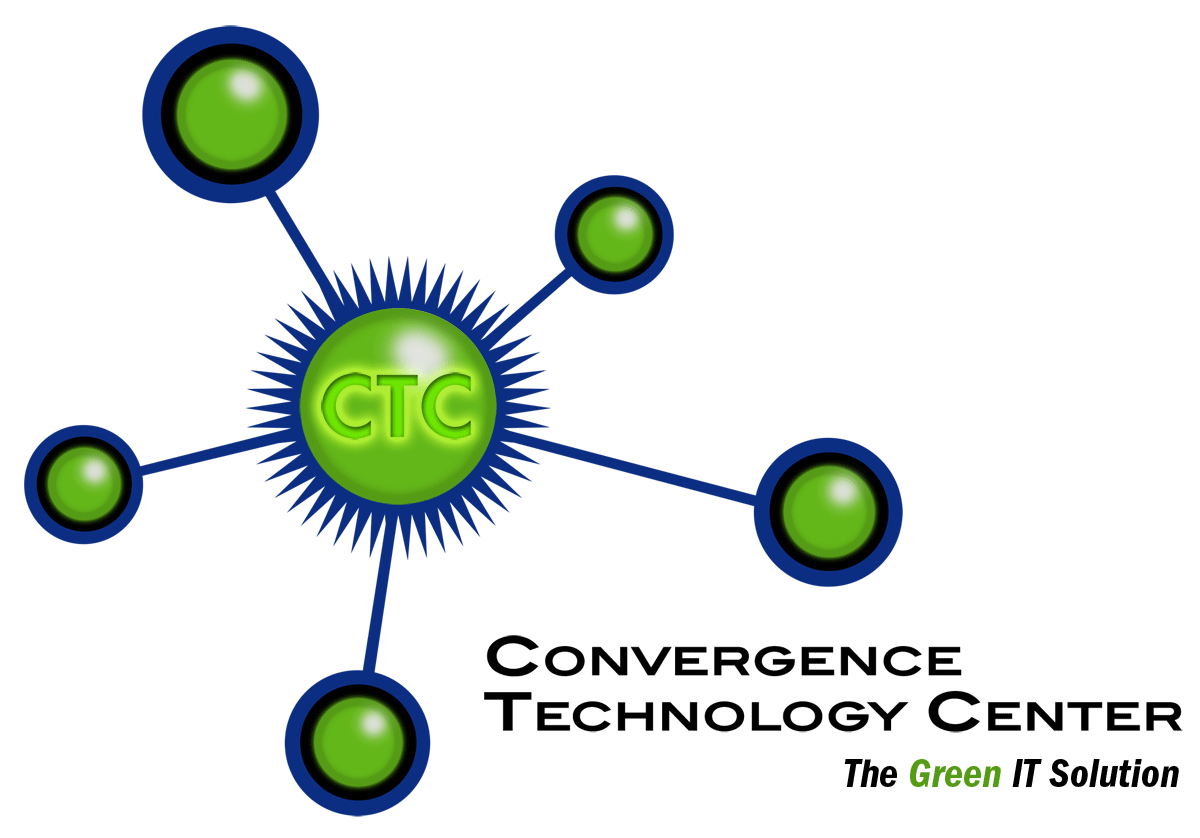 CTC
CONVERGENCE
TECHNOLOGY CENTER
The Green IT Solution